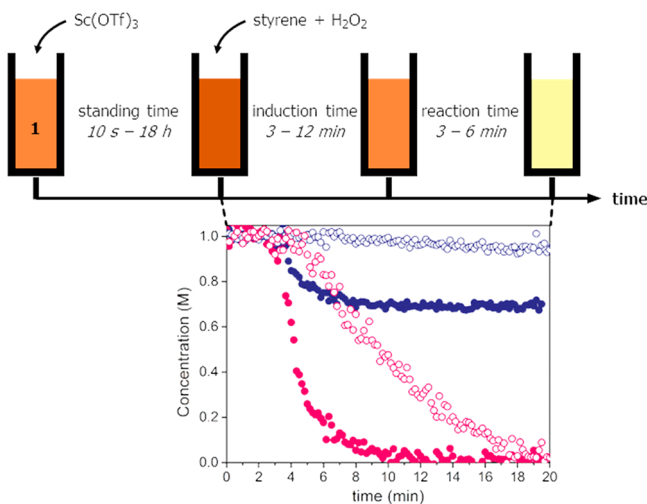 Sc(OTf)3
styrene + H2O2
1
standing time
10 s – 18 h
induction time
3 – 12 min
reaction time
3 – 6 min
time
Concentration (M)
1.0
0.8
0.6
0.4
0.2
0.0
0 2 4 6 8 10 12 14 16 18 20
time (min)